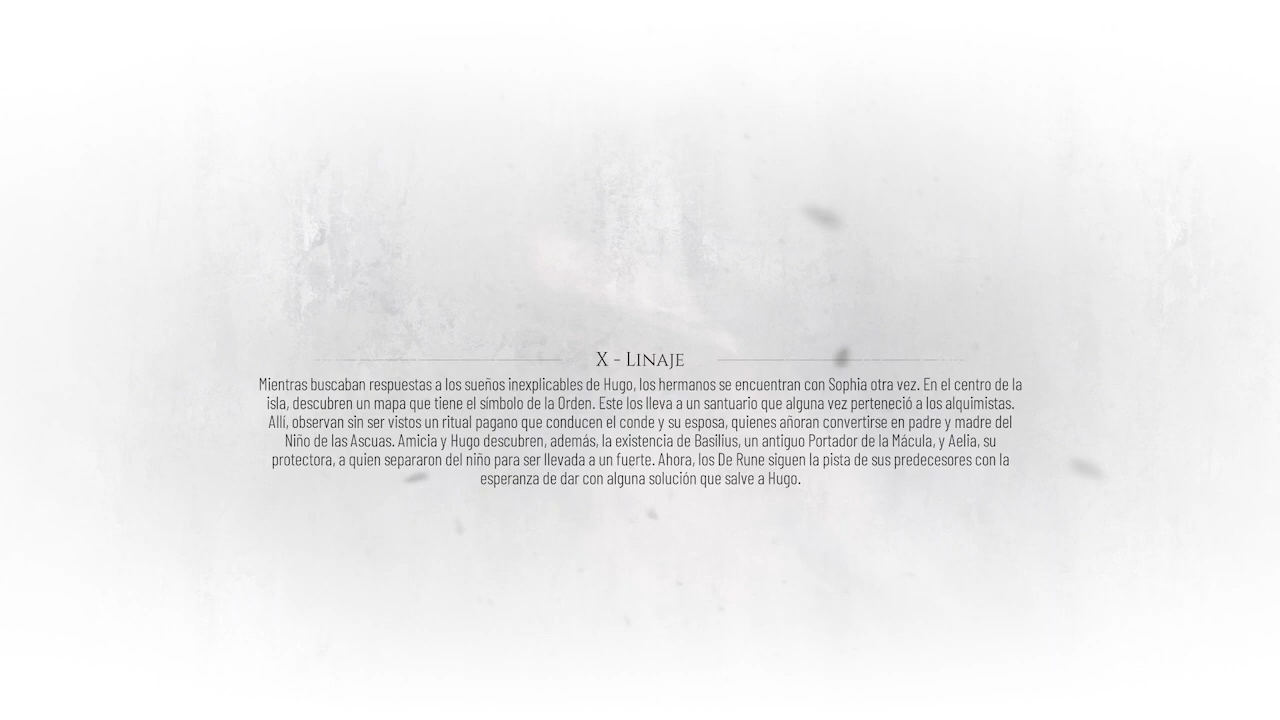 X - Linaje
Mientras buscaban respuestas a los sueños inexplicables de Hugo, los hermanos se encuentran con Sophia otra vez. En el centro de la
isla, descubren un mapa que tiene el símbolo de la Orden. Este los lleva a un santuario que alguna vez perteneció a los alquimistas.
Allí, observan sin ser vistos un ritual pagano que conducen el conde y su esposa, quienes añoran convertirse en padre y madre del
Niño de las Ascuas. Amicia y Hugo descubren, además, la existencia de Basilius, un antiguo Portador de la Mácula, y Aelia, su
protectora, a quien separaron del niño para ser llevada a un fuerte. Ahora, los De Rune siguen la pista de sus predecesores con la
esperanza de dar con alguna solución que salve a Hugo.